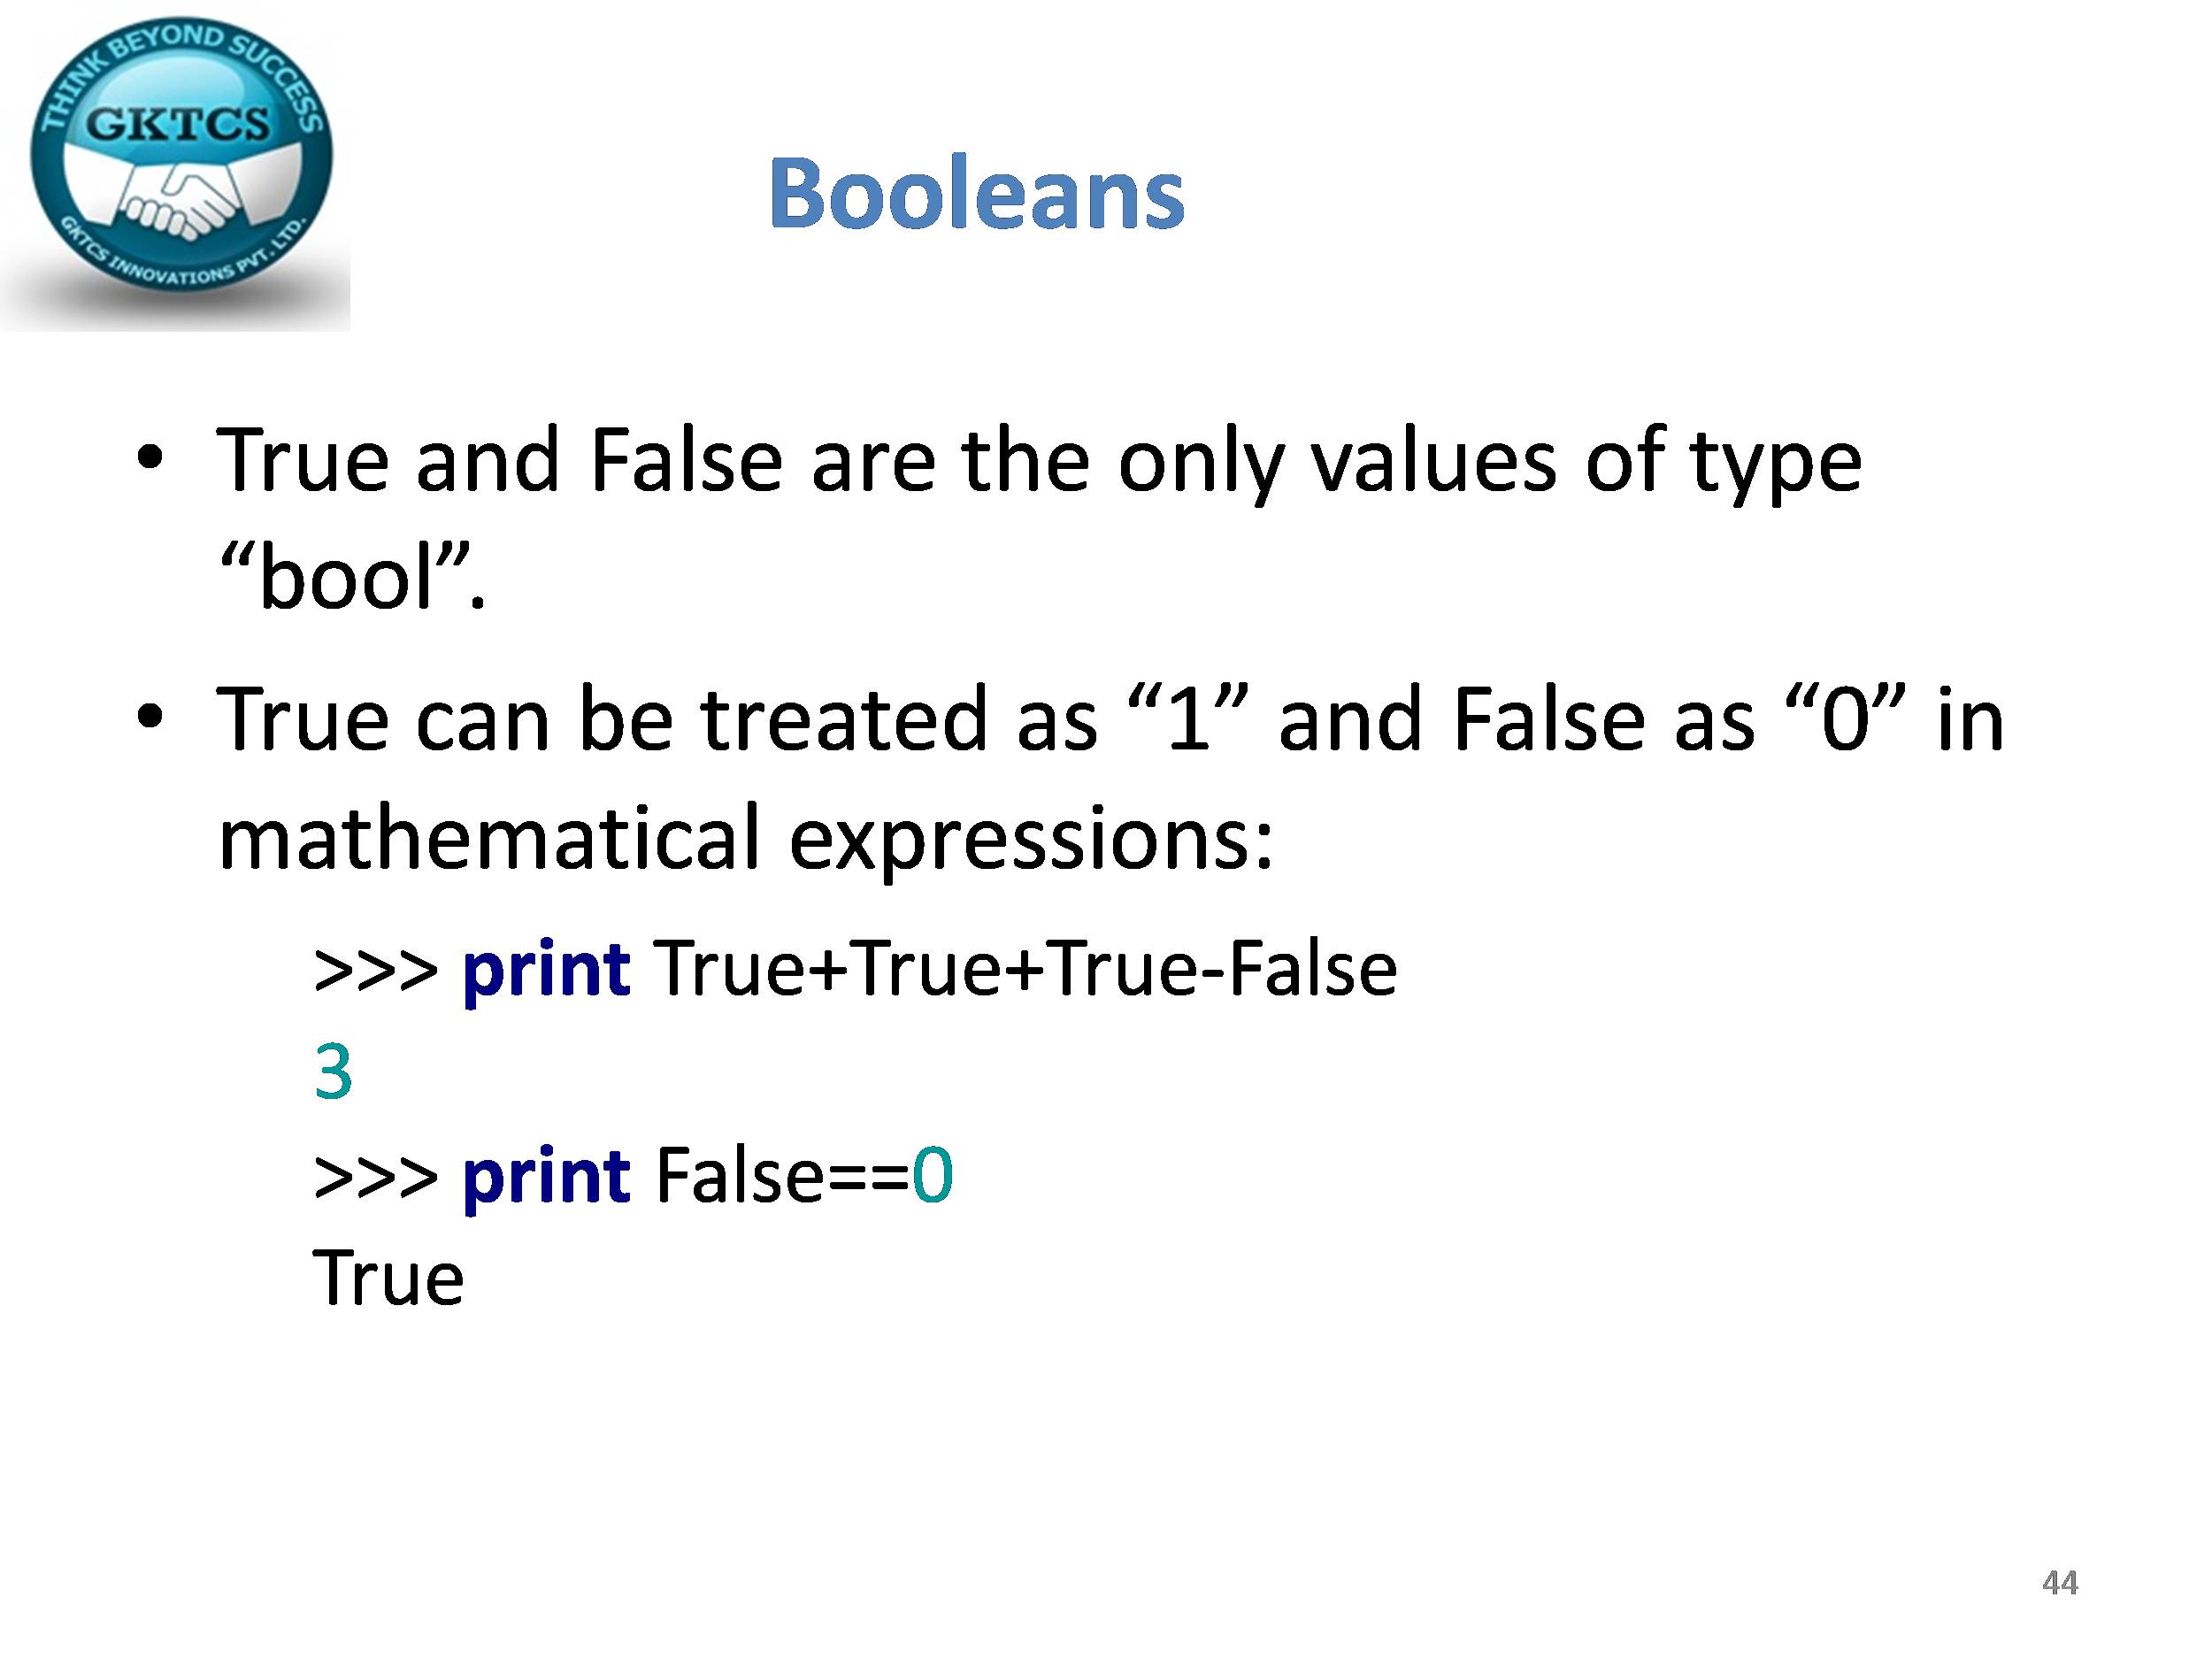 THINK BEYOND SUCCESS
GKTCS
GKTCS INNOVATIONS PVT. LTD.
Booleans
• True and False are the only values of type
“bool”.
• True can be treated as “1” and False as “0” in
mathematical expressions:
>>> print True+True+True-False
3
>>> print False==0
True
44